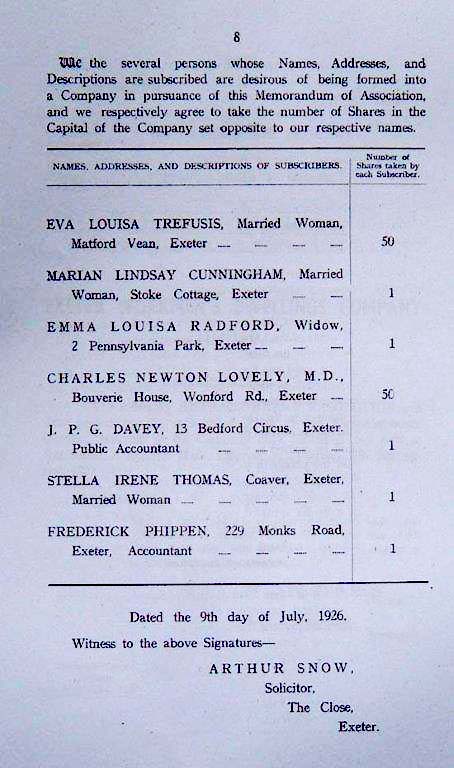 8
We the several persons whose Names, Addresses, and
Descriptions are subscribed are desirous of being formed into
a Company in pursuance of this Memorandum of Association,
and we respectively agree to take the number of Shares in the
Capital of the Company set opposite to our respective names.
NAMES, ADDRESSES, AND DESCRIPTIONS OF SUBSCRIBERS.
Number of
Shares taken by
each Subscriber.
EVA LOUISA TREFUSIS, Married Woman,
Matford Vean, Exeter 50
MARIAN LINDSAY CUNNINGHAM, Married
Woman, Stoke Cottage, Exeter 1
EMMA LOUISA RADFORD, Widow,
2 Pennsylvania Park, Exeter 1
CHARLES NEWTON LOVELY, M.D.,
Bouverie House, Wonford Rd., Exeter 50
J. P. G. DAVEY, 13 Bedford Circus, Exeter.
Public Accountant 1
STELLA IRENE THOMAS, Coaver, Exeter,
Married Woman 1
FREDERICK PHIPPEN, 229 Monks Road,
Exeter, Accountant 1
Dated the 9th day of July, 1926.
Witness to the above Signatures—
ARTHUR SNOW,
Solicitor,
The Close,
Exeter.